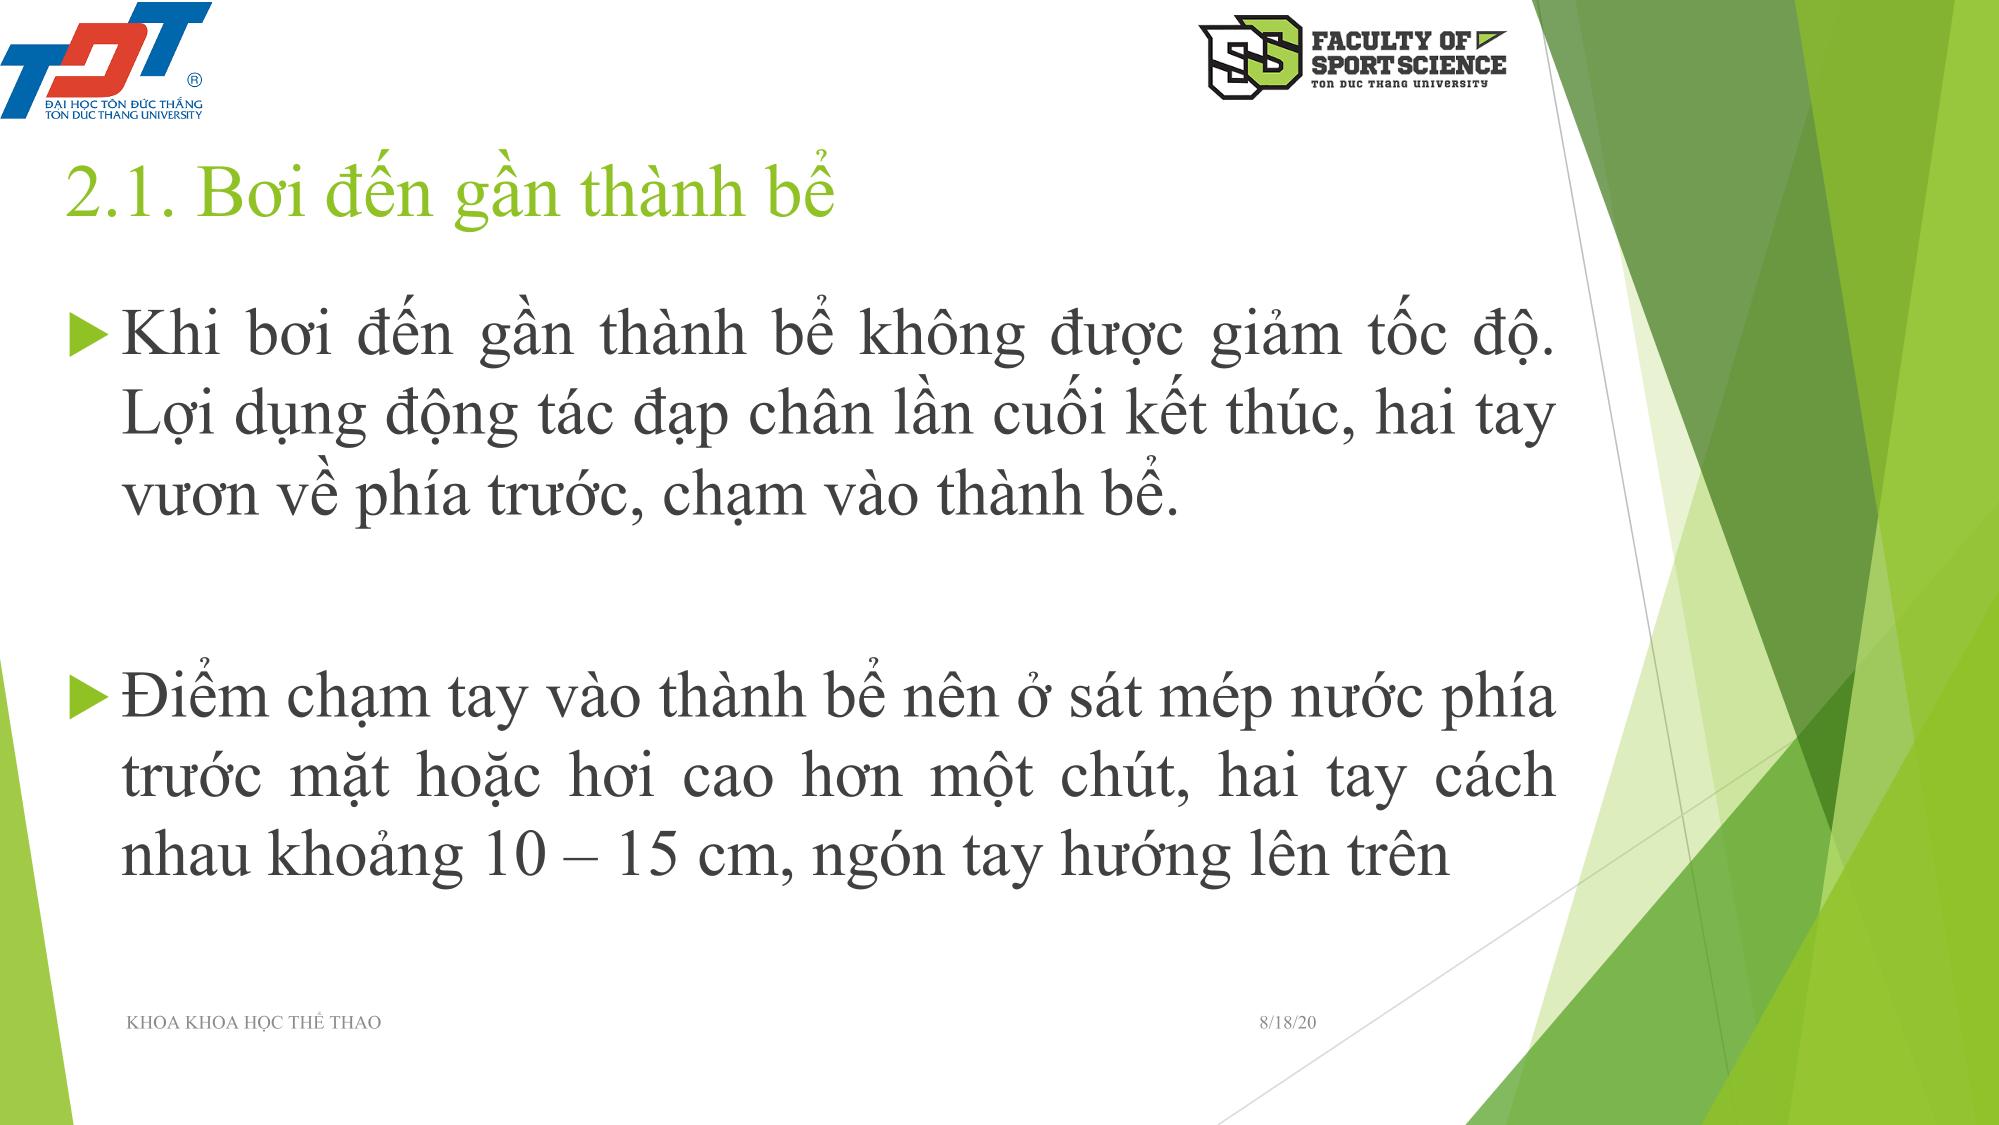 ĐẠI HỌC TÔN ĐỨC THẮNG
TON DUC THANG UNIVERSITY
®
FACULTY OF
SPORT SCIENCE
TON DUC THANG UNIVERSITY
2.1. Bơi đến gần thành bể
Khi bơi đến gần thành bể không được giảm tốc độ.
Lợi dụng động tác đạp chân lần cuối kết thúc, hai tay
vươn về phía trước, chạm vào thành bể.
Điểm chạm tay vào thành bể nên ở sát mép nước phía
trước mặt hoặc hơi cao hơn một chút, hai tay cách
nhau khoảng 10 – 15 cm, ngón tay hướng lên trên
KHOA KHOA HỌC THỂ THAO
8/18/20